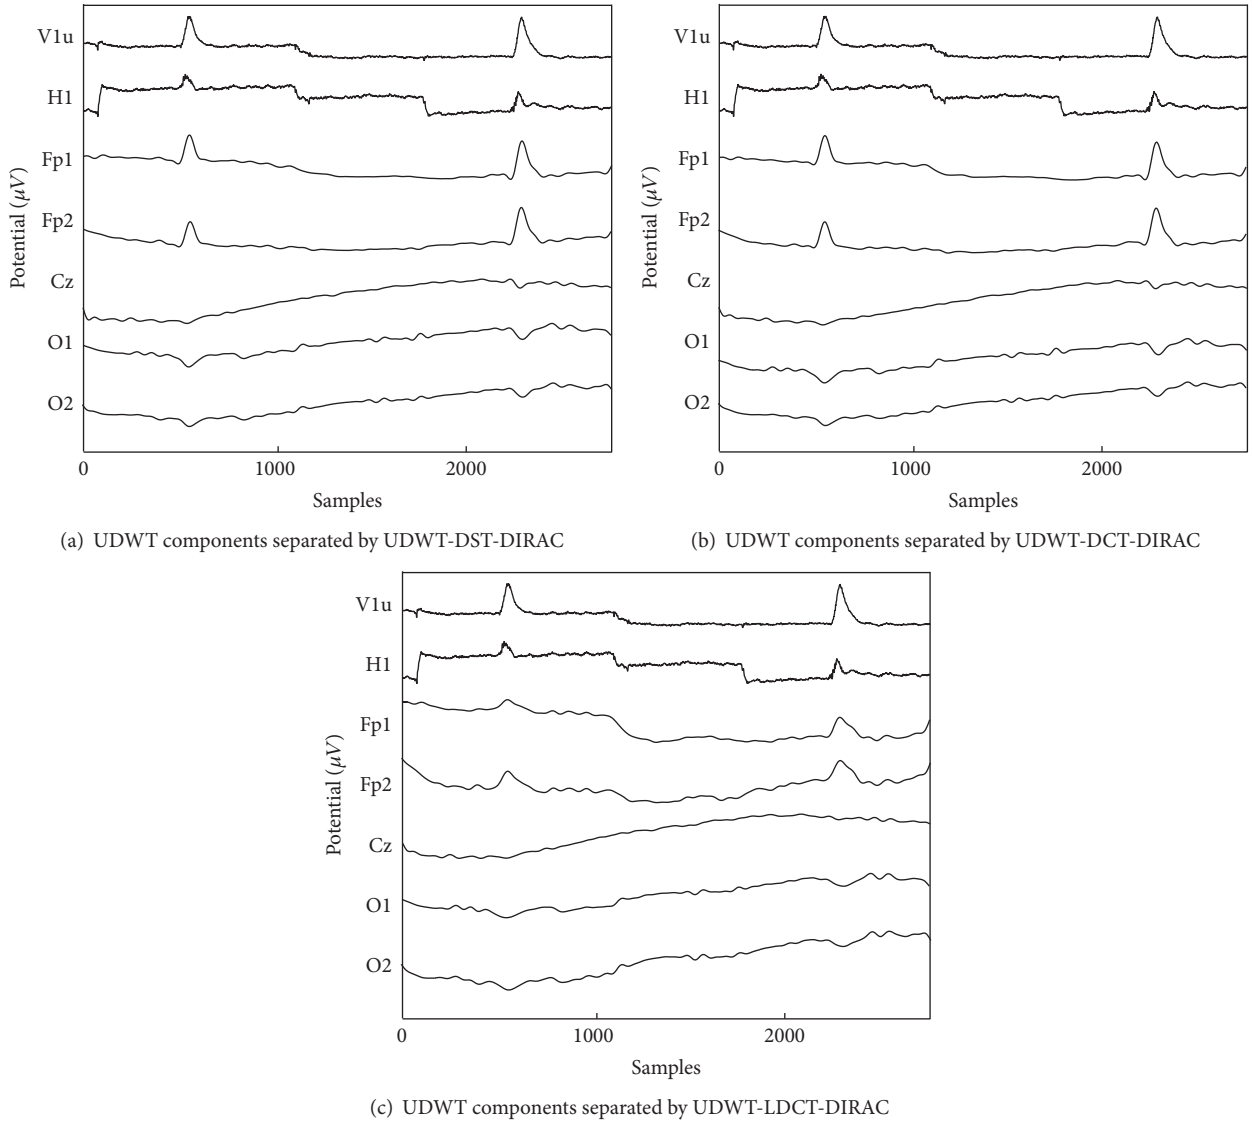 V1u
H1
Fp1
Fp2
Cz
O1
O2
Potential (μV)
0
1000
2000
Samples
(a) UDWT components separated by UDWT-DST-DIRAC
V1u
H1
Fp1
Fp2
Cz
O1
O2
Potential (μV)
0
1000
2000
Samples
(b) UDWT components separated by UDWT-DCT-DIRAC
V1u
H1
Fp1
Fp2
Cz
O1
O2
Potential (μV)
0
1000
2000
Samples
(c) UDWT components separated by UDWT-LDCT-DIRAC